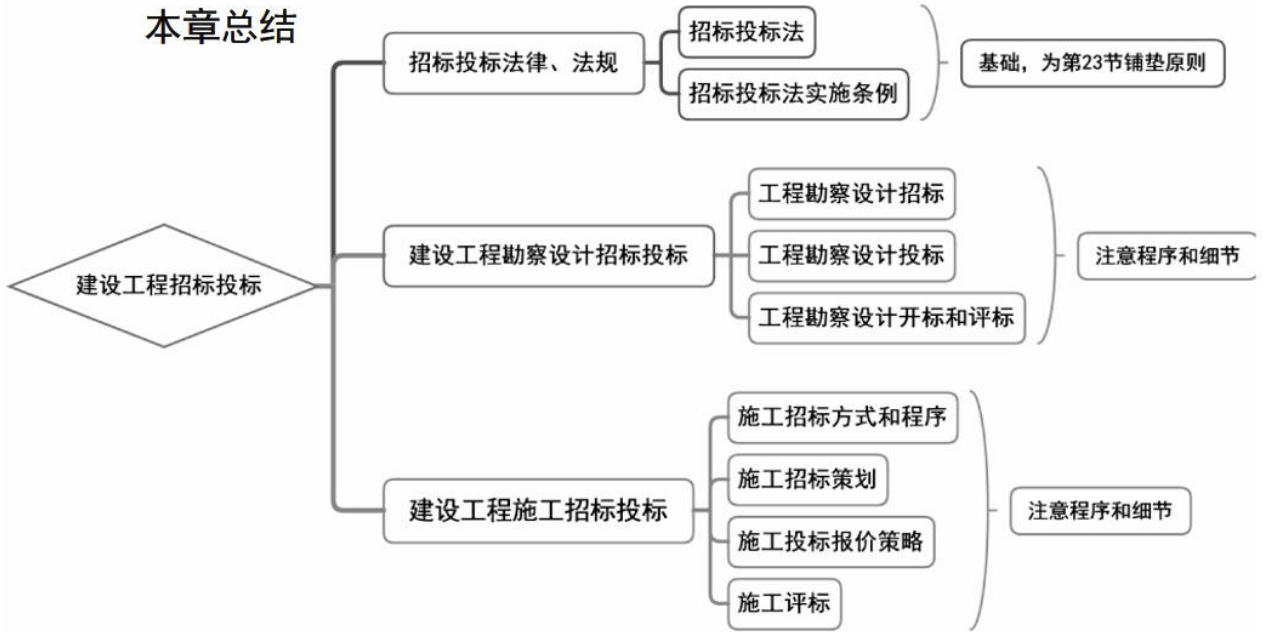 本章总结
招标投标法律、法规
招标投标法
招标投标法实施条例
基础，为第23节铺垫原则
建设工程招标投标
建设工程勘察设计招标投标
工程勘察设计招标
工程勘察设计投标
工程勘察设计开标和评标
注意程序和细节
建设工程施工招标投标
施工招标方式和程序
施工招标策划
施工投标报价策略
施工评标
注意程序和细节